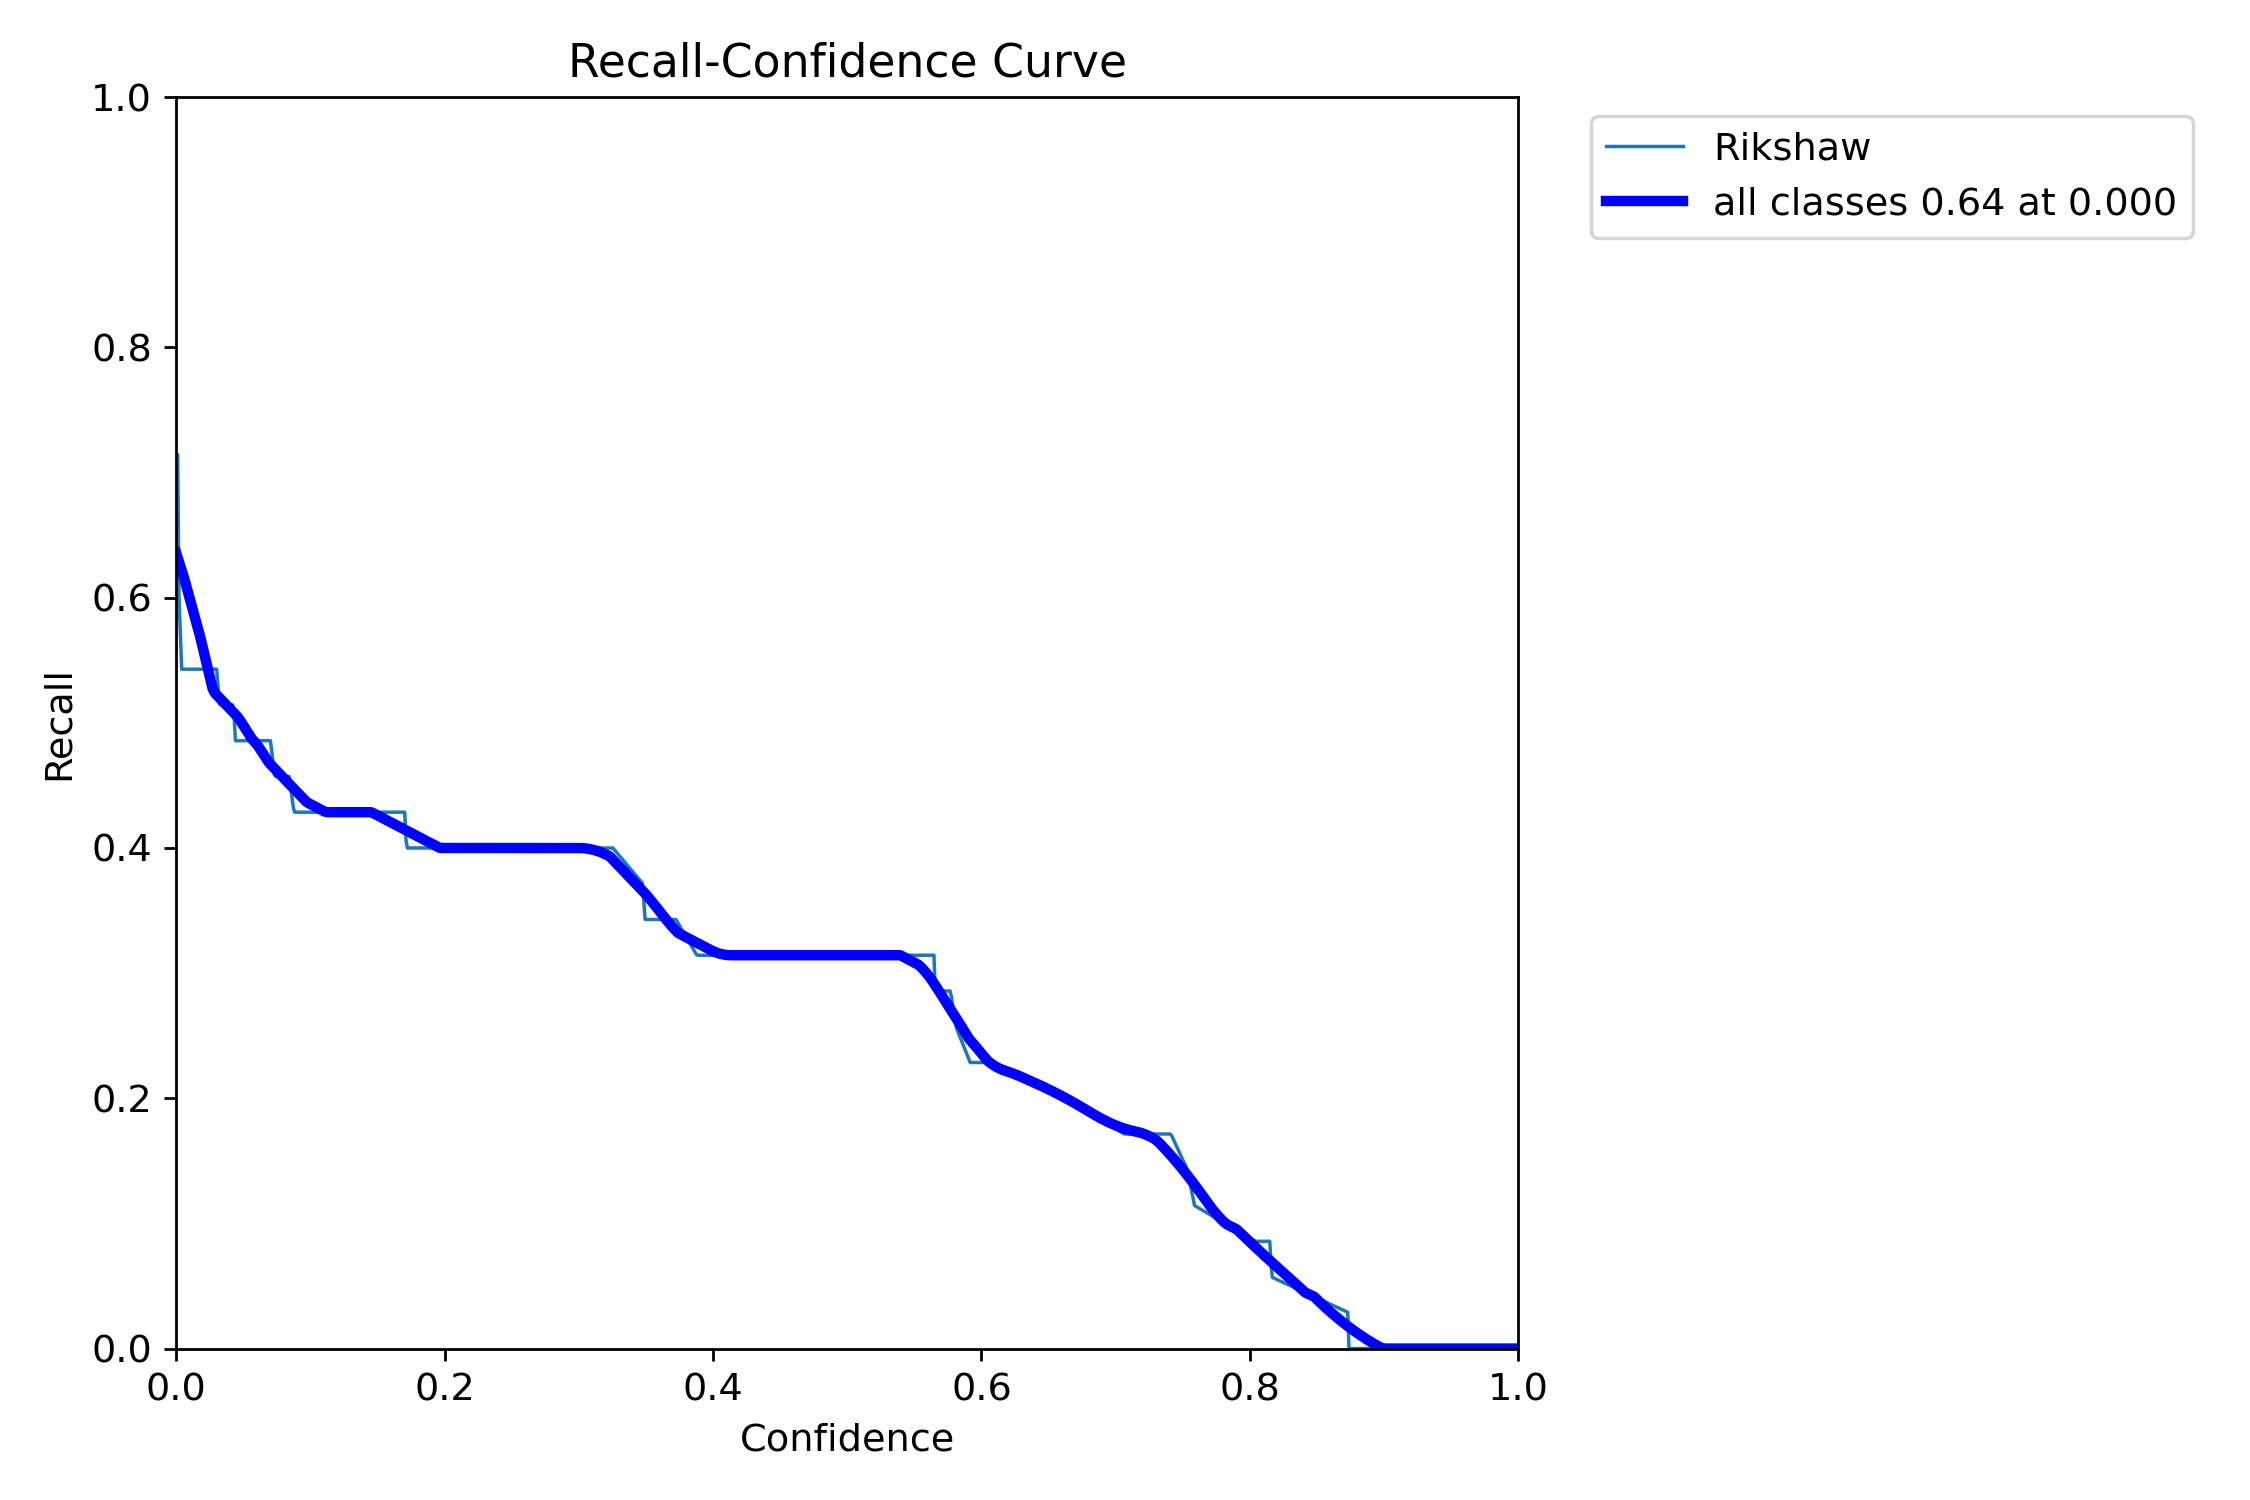 Recall-Confidence Curve
1.0
0.8
0.6
0.4
0.2
0.0
Recall
0.0 0.2 0.4 0.6 0.8 1.0
Confidence
Rikshaw
all classes 0.64 at 0.000